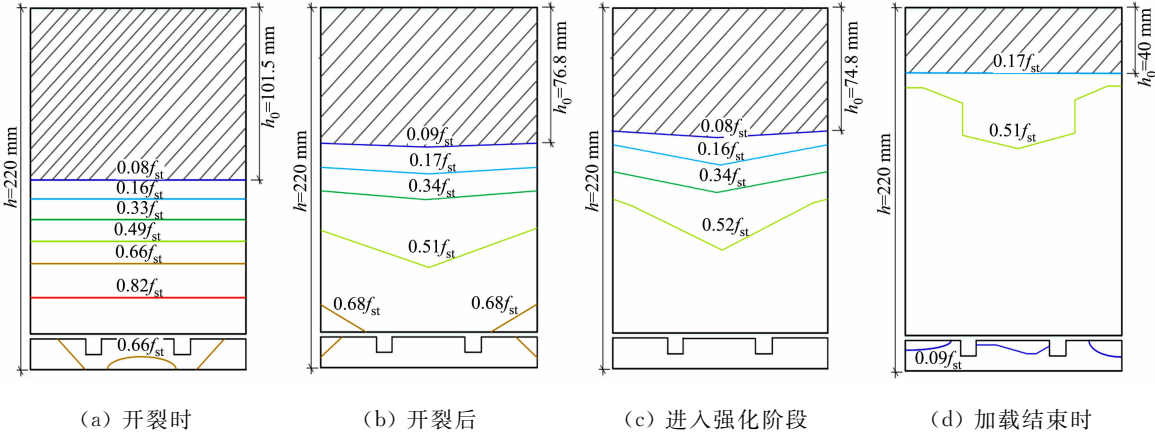 h=220 mm
h0=101.5 mm
0.08fst
0.16fst
0.33fst
0.49fst
0.66fst
0.82fst
0.66fst
(a) 开裂时
h=220 mm
h0=76.8 mm
0.09fst
0.17fst
0.34fst
0.51fst
0.68fst
0.68fst
(b) 开裂后
h=220 mm
h0=74.8 mm
0.08fst
0.16fst
0.34fst
0.52fst
(c) 进入强化阶段
h=220 mm
h0=40 mm
0.17fst
0.51fst
0.09fst
(d) 加载结束时